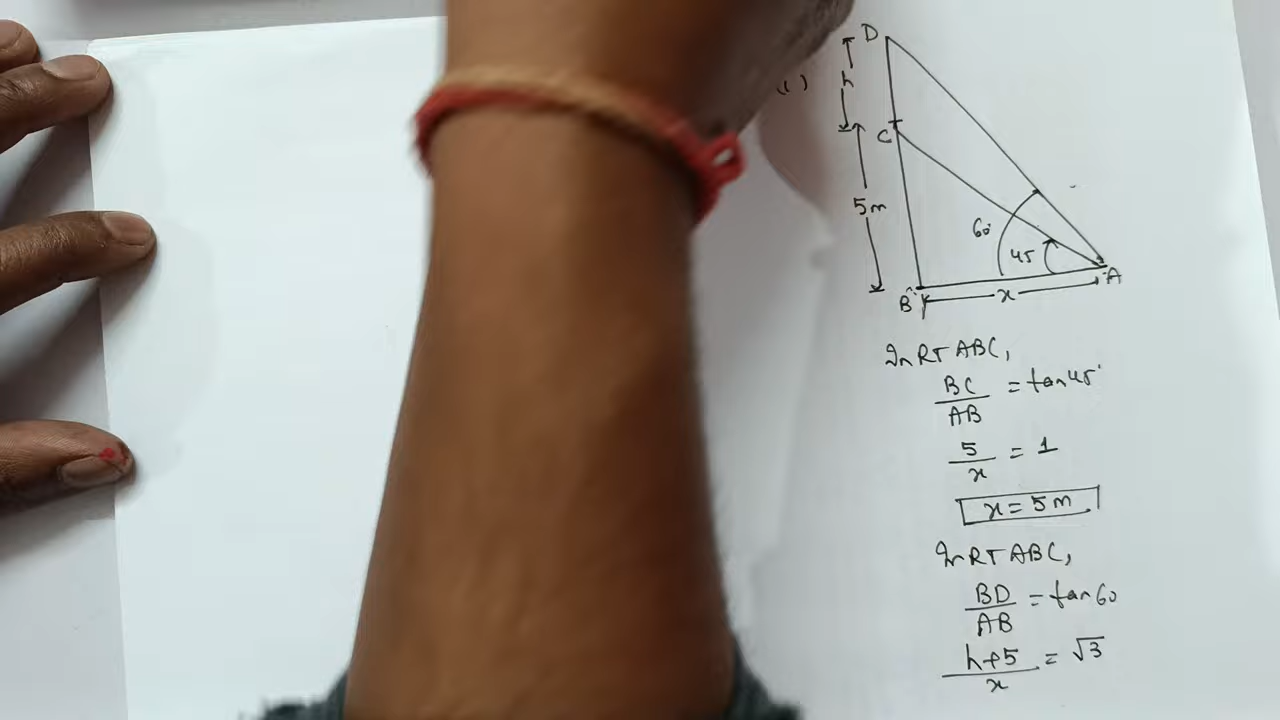 (i)
D
h
C
5m
60°
45
B
x
A
In RT ABC,
BC/AB = tan45°
5/x = 1
x = 5m
In RT ABC,
BD/AB = tan60
h+5/x = √3